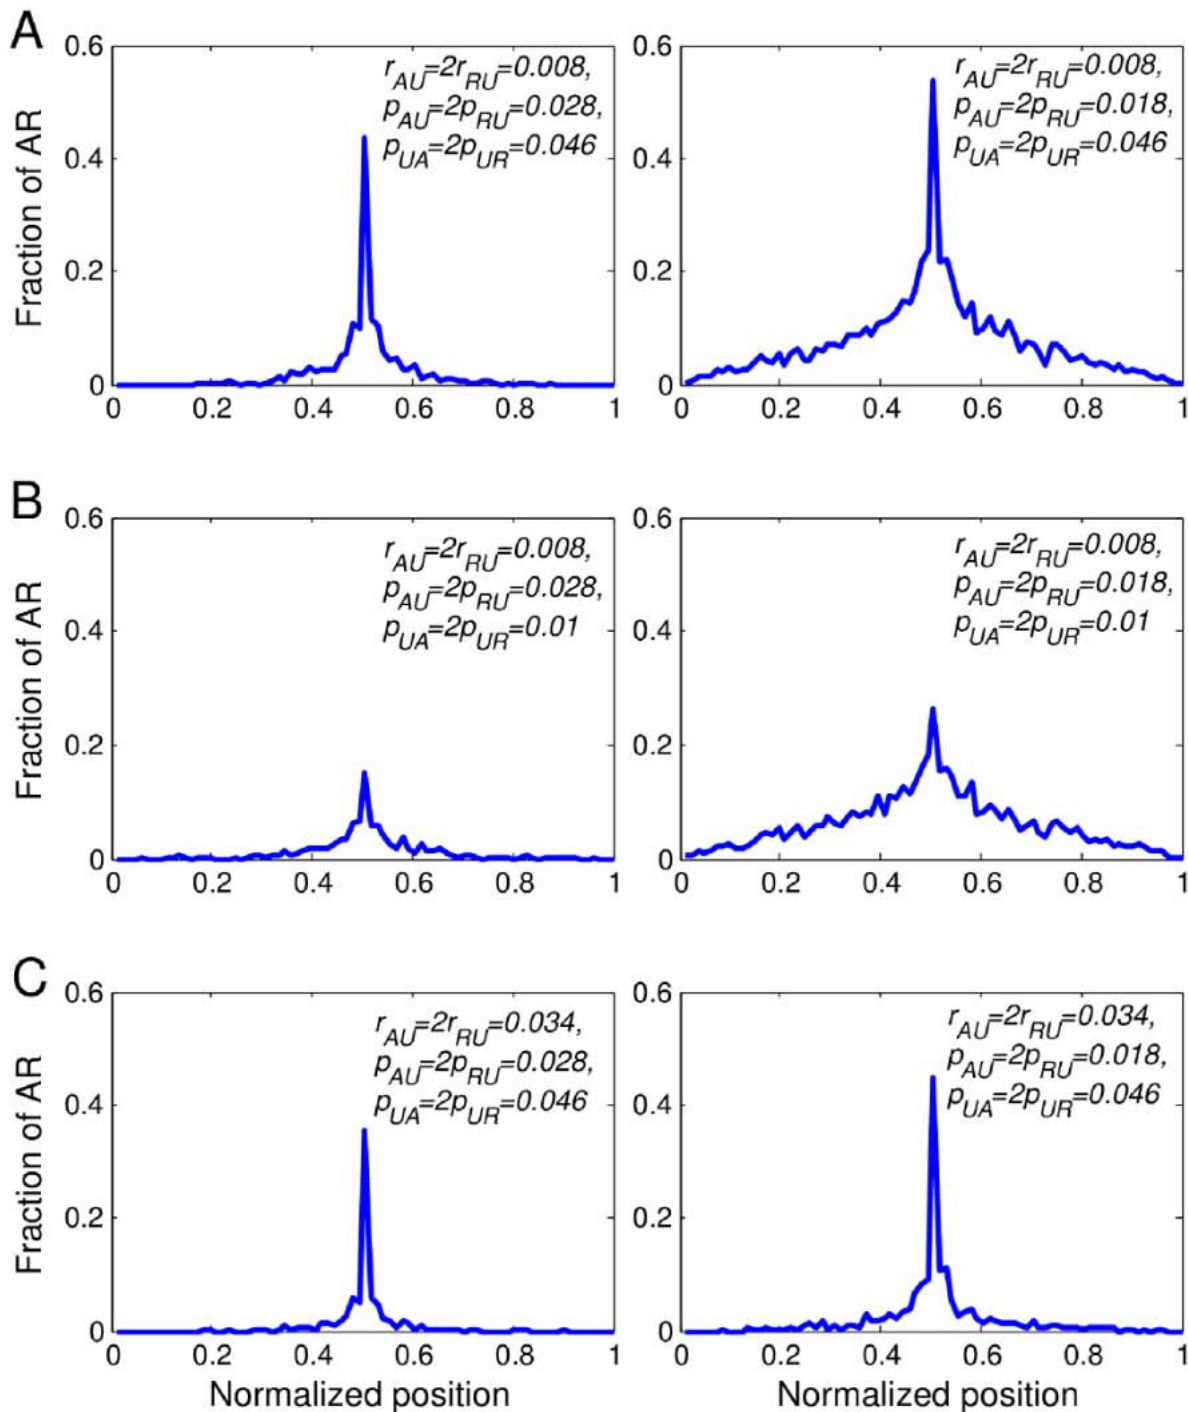 A
0.6
0.4
0.2
0
Fraction of AR
r_AU=2r_RU=0.008,
p_AU=2p_RU=0.028,
p_UA=2p_UR=0.046
0 0.2 0.4 0.6 0.8 1
0.6
0.4
0.2
0
r_AU=2r_RU=0.008,
p_AU=2p_RU=0.018,
p_UA=2p_UR=0.046
0 0.2 0.4 0.6 0.8 1
B
0.6
0.4
0.2
0
Fraction of AR
r_AU=2r_RU=0.008,
p_AU=2p_RU=0.028,
p_UA=2p_UR=0.01
0 0.2 0.4 0.6 0.8 1
0.6
0.4
0.2
0
r_AU=2r_RU=0.008,
p_AU=2p_RU=0.018,
p_UA=2p_UR=0.01
0 0.2 0.4 0.6 0.8 1
C
0.6
0.4
0.2
0
Fraction of AR
r_AU=2r_RU=0.034,
p_AU=2p_RU=0.028,
p_UA=2p_UR=0.046
0 0.2 0.4 0.6 0.8 1
Normalized position
0.6
0.4
0.2
0
r_AU=2r_RU=0.034,
p_AU=2p_RU=0.018,
p_UA=2p_UR=0.046
0 0.2 0.4 0.6 0.8 1
Normalized position